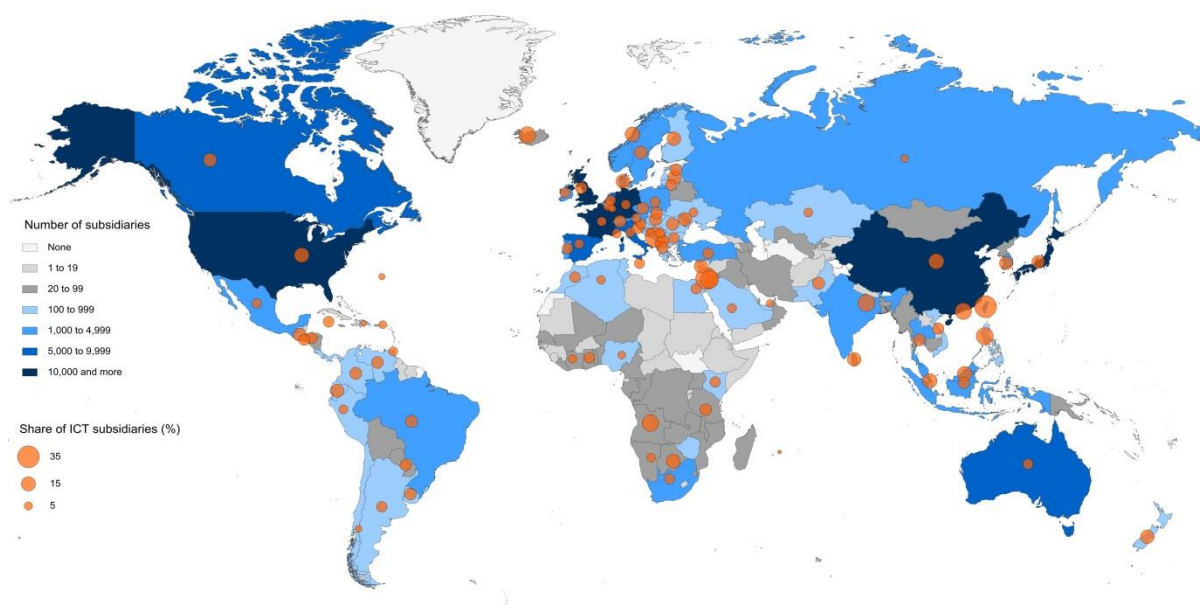 Number of subsidiaries
None
1 to 19
20 to 99
100 to 999
1,000 to 4,999
5,000 to 9,999
10,000 and more
Share of ICT subsidiaries (%)
35
15
5